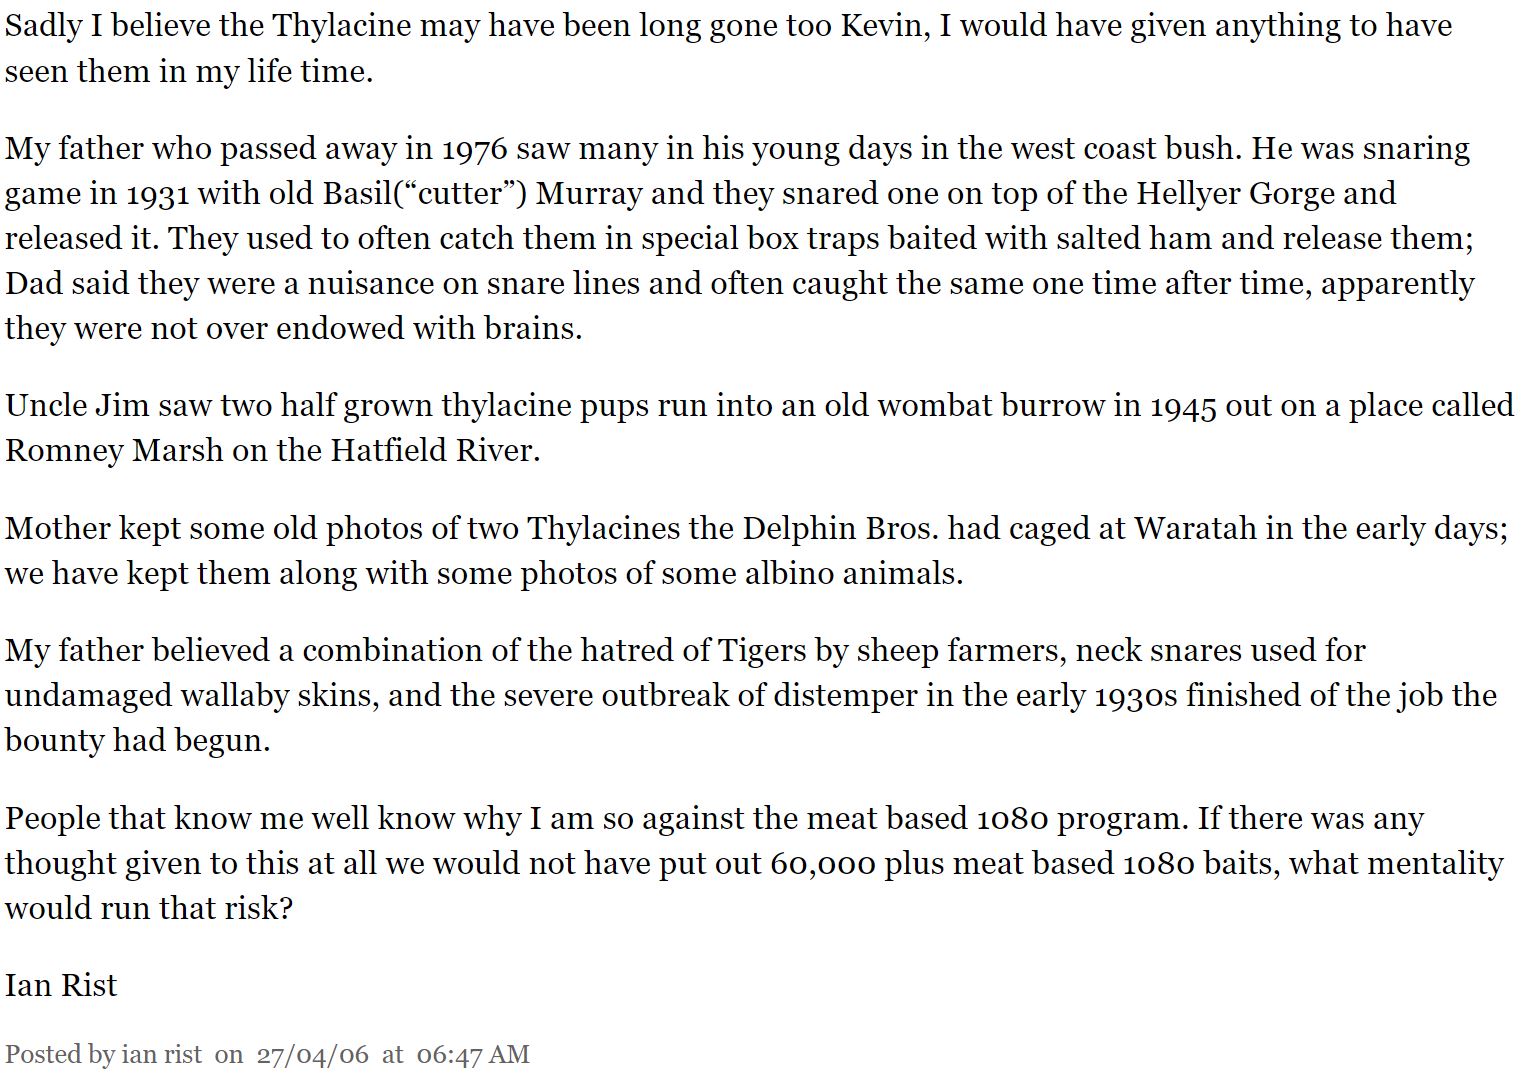 Sadly I believe the Thylacine may have been long gone too Kevin, I would have given anything to have
seen them in my life time.
My father who passed away in 1976 saw many in his young days in the west coast bush. He was snaring
game in 1931 with old Basil(“cutter”) Murray and they snared one on top of the Hellyer Gorge and
released it. They used to often catch them in special box traps baited with salted ham and release them;
Dad said they were a nuisance on snare lines and often caught the same one time after time, apparently
they were not over endowed with brains.
Uncle Jim saw two half grown thylacine pups run into an old wombat burrow in 1945 out on a place called
Romney Marsh on the Hatfield River.
Mother kept some old photos of two Thylacines the Delphin Bros. had caged at Waratah in the early days;
we have kept them along with some photos of some albino animals.
My father believed a combination of the hatred of Tigers by sheep farmers, neck snares used for
undamaged wallaby skins, and the severe outbreak of distemper in the early 1930s finished of the job the
bounty had begun.
People that know me well know why I am so against the meat based 1080 program. If there was any
thought given to this at all we would not have put out 60,000 plus meat based 1080 baits, what mentality
would run that risk?
Ian Rist
Posted by ian rist on 27/04/06 at 06:47 AM